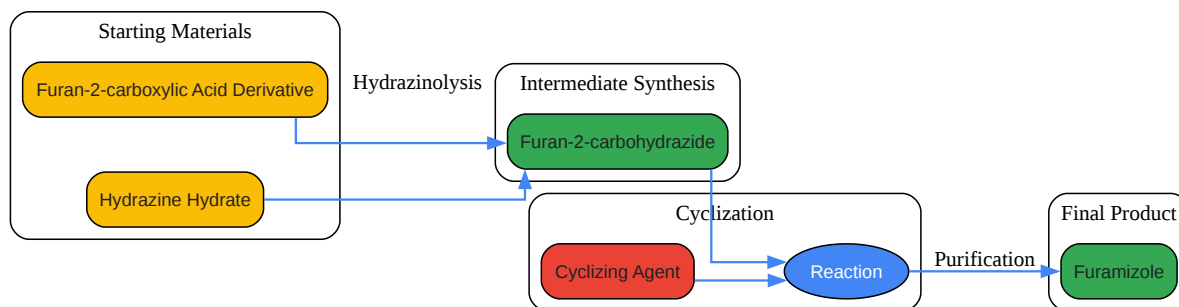 Starting Materials
Furan-2-carboxylic Acid Derivative
Hydrazine Hydrate
Hydrazinolysis
Intermediate Synthesis
Furan-2-carbohydrazide
Cyclization
Cyclizing Agent
Reaction
Purification
Final Product
Furamizole